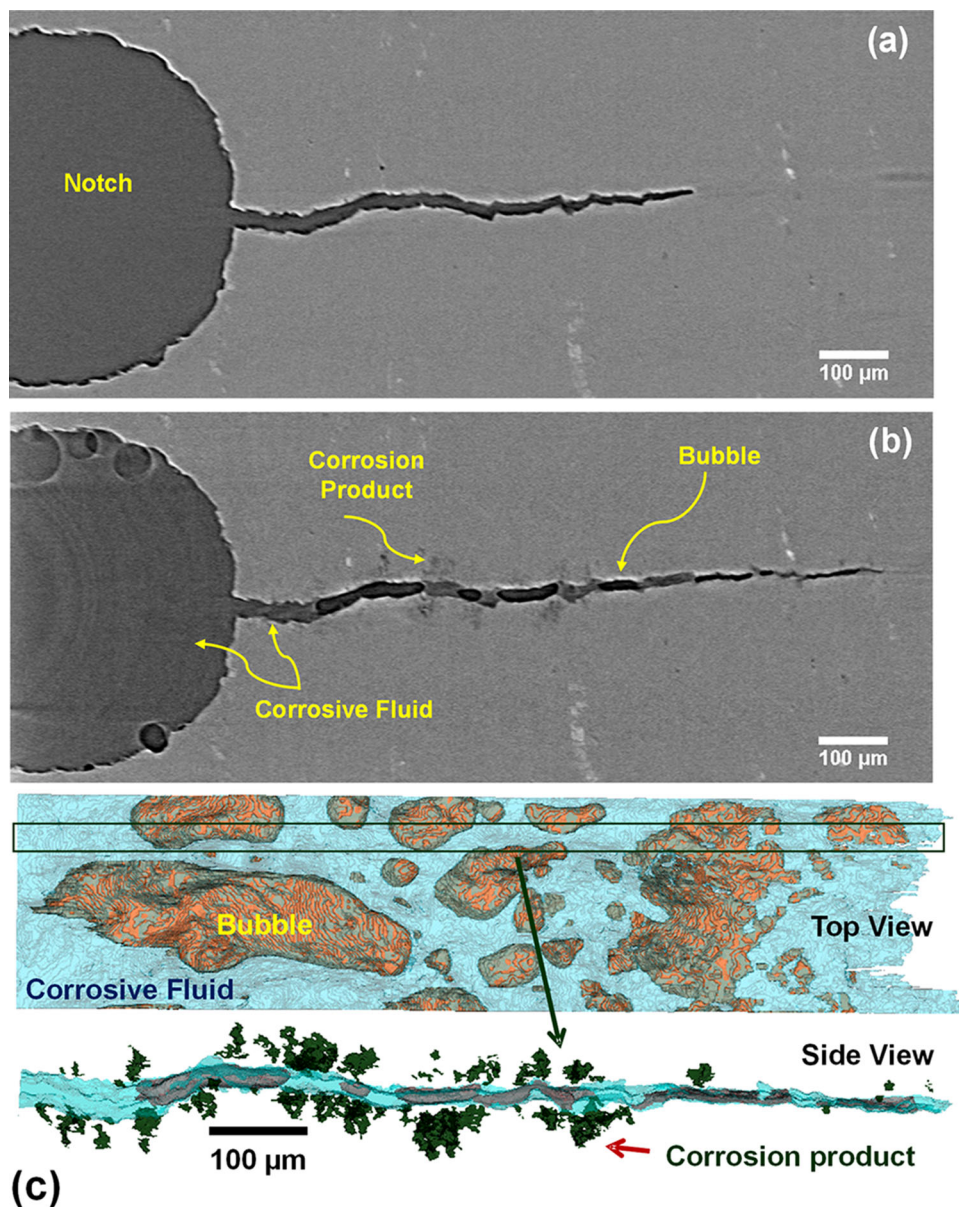 (a)
Notch
100 µm
(b)
Corrosion
Product
Bubble
Corrosive Fluid
100 µm
Bubble
Top View
Corrosive Fluid
Side View
100 µm
Corrosion product
(c)